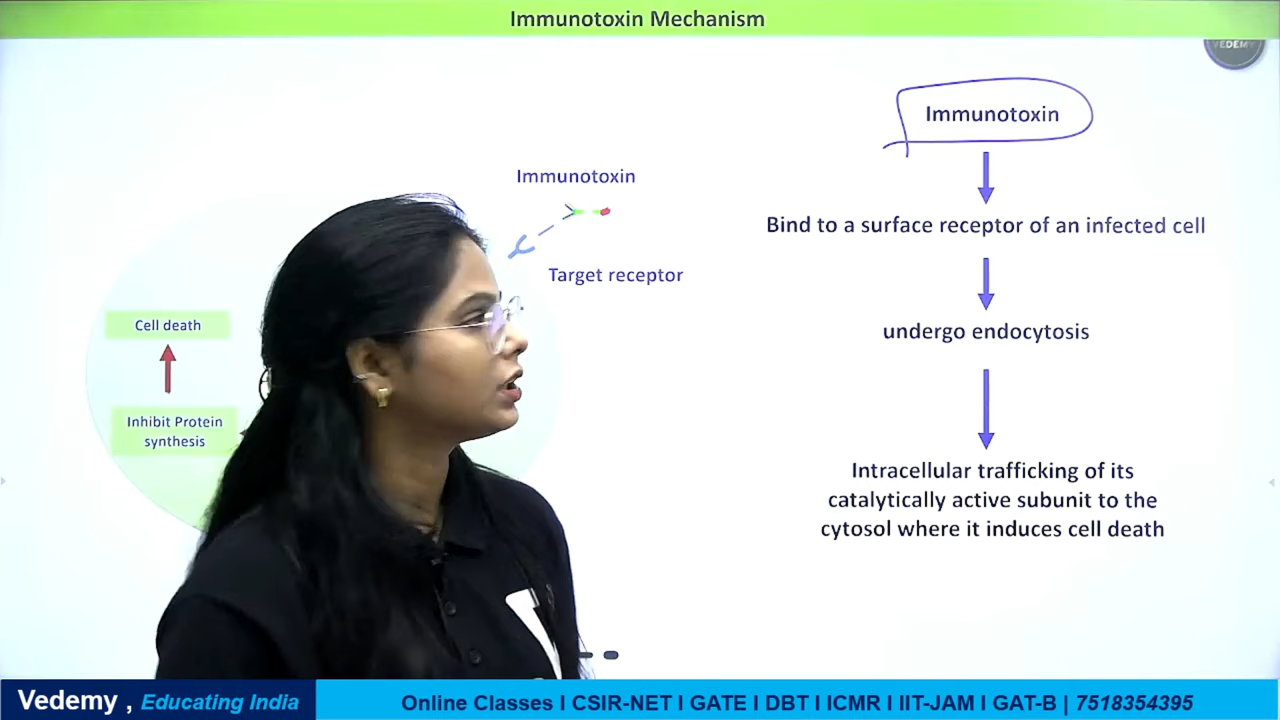 Immunotoxin Mechanism
VEDEMY
Immunotoxin
Bind to a surface receptor of an infected cell
undergo endocytosis
Intracellular trafficking of its
catalytically active subunit to the
cytosol where it induces cell death
Immunotoxin
Target receptor
Cell death
Inhibit Protein
synthesis
Vedemy , Educating India
Online Classes I CSIR-NET I GATE I DBT I ICMR I IIT-JAM I GAT-B | 7518354395